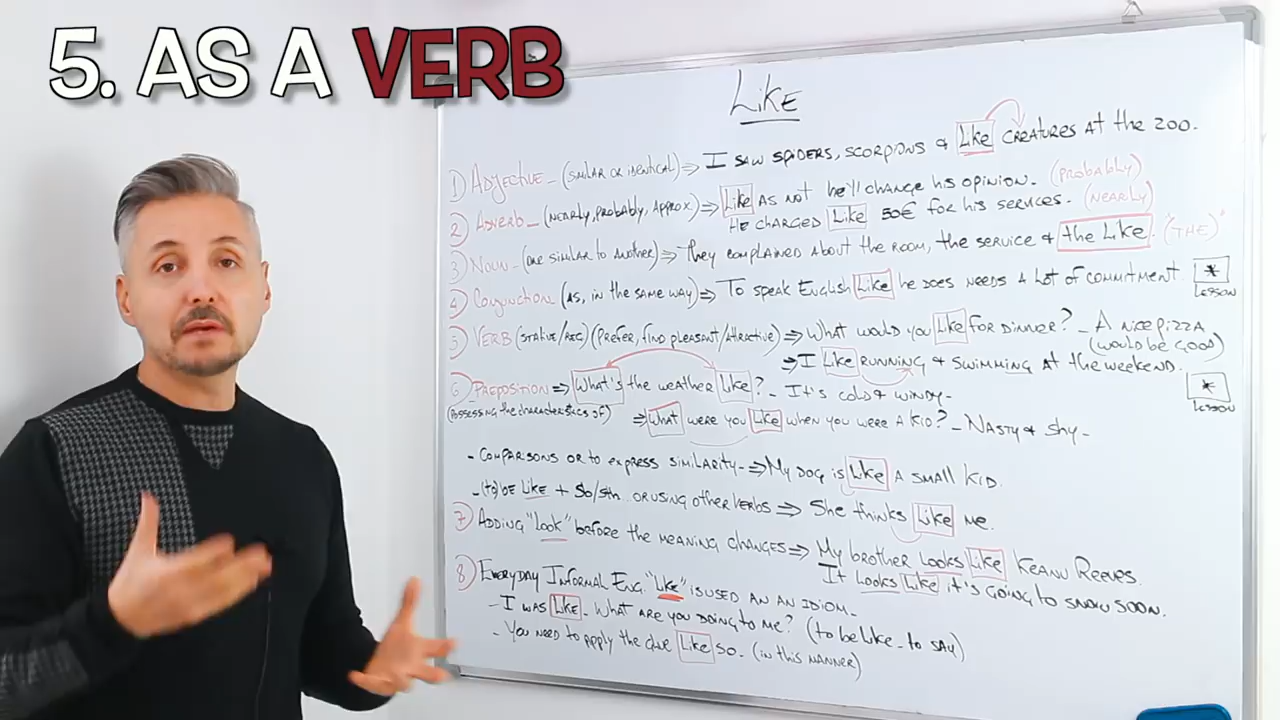 5. AS A VERB
Like
1) Adjective - (similar or identical) ⇒ I saw spiders, scorpions & Like creatures at the zoo.
2) Adverb - (nearly, probably, approx.) ⇒ Like as not he'll change his opinion. (probably)
He charged Like 50€ for his services. (nearly)
3) Noun - (one similar to another) ⇒ They complained about the room, the service & the Like. "(THE)"
4) Conjunction (as, in the same way) ⇒ To speak English Like he does needs a lot of commitment * Lesson
5) Verb (stative/reg) (prefer, find pleasant/attractive) ⇒ What would you Like for dinner? - A nice pizza
(would be good)
⇒ I Like running & swimming at the weekend.
6) Preposition ⇒ What's the weather Like? - It's cold & windy - * Lesson
(Assessing the characteristics of) ⇒ What were you Like when you were a kid? - Nasty & shy -
- Comparisons or to express similarity - ⇒ My dog is Like a small kid.
- (to) be Like + so/sth or using other verbs ⇒ She thinks Like me.
7) Adding "Look" before the meaning changes ⇒ My brother Looks Like Keanu Reeves.
It Looks Like it's going to snow soon.
8) Everyday Informal Eng. "Like" is used an an idiom -
- I was Like - What are you doing to me? (to be like - to say)
- You need to apply the glue Like so - (in this manner)